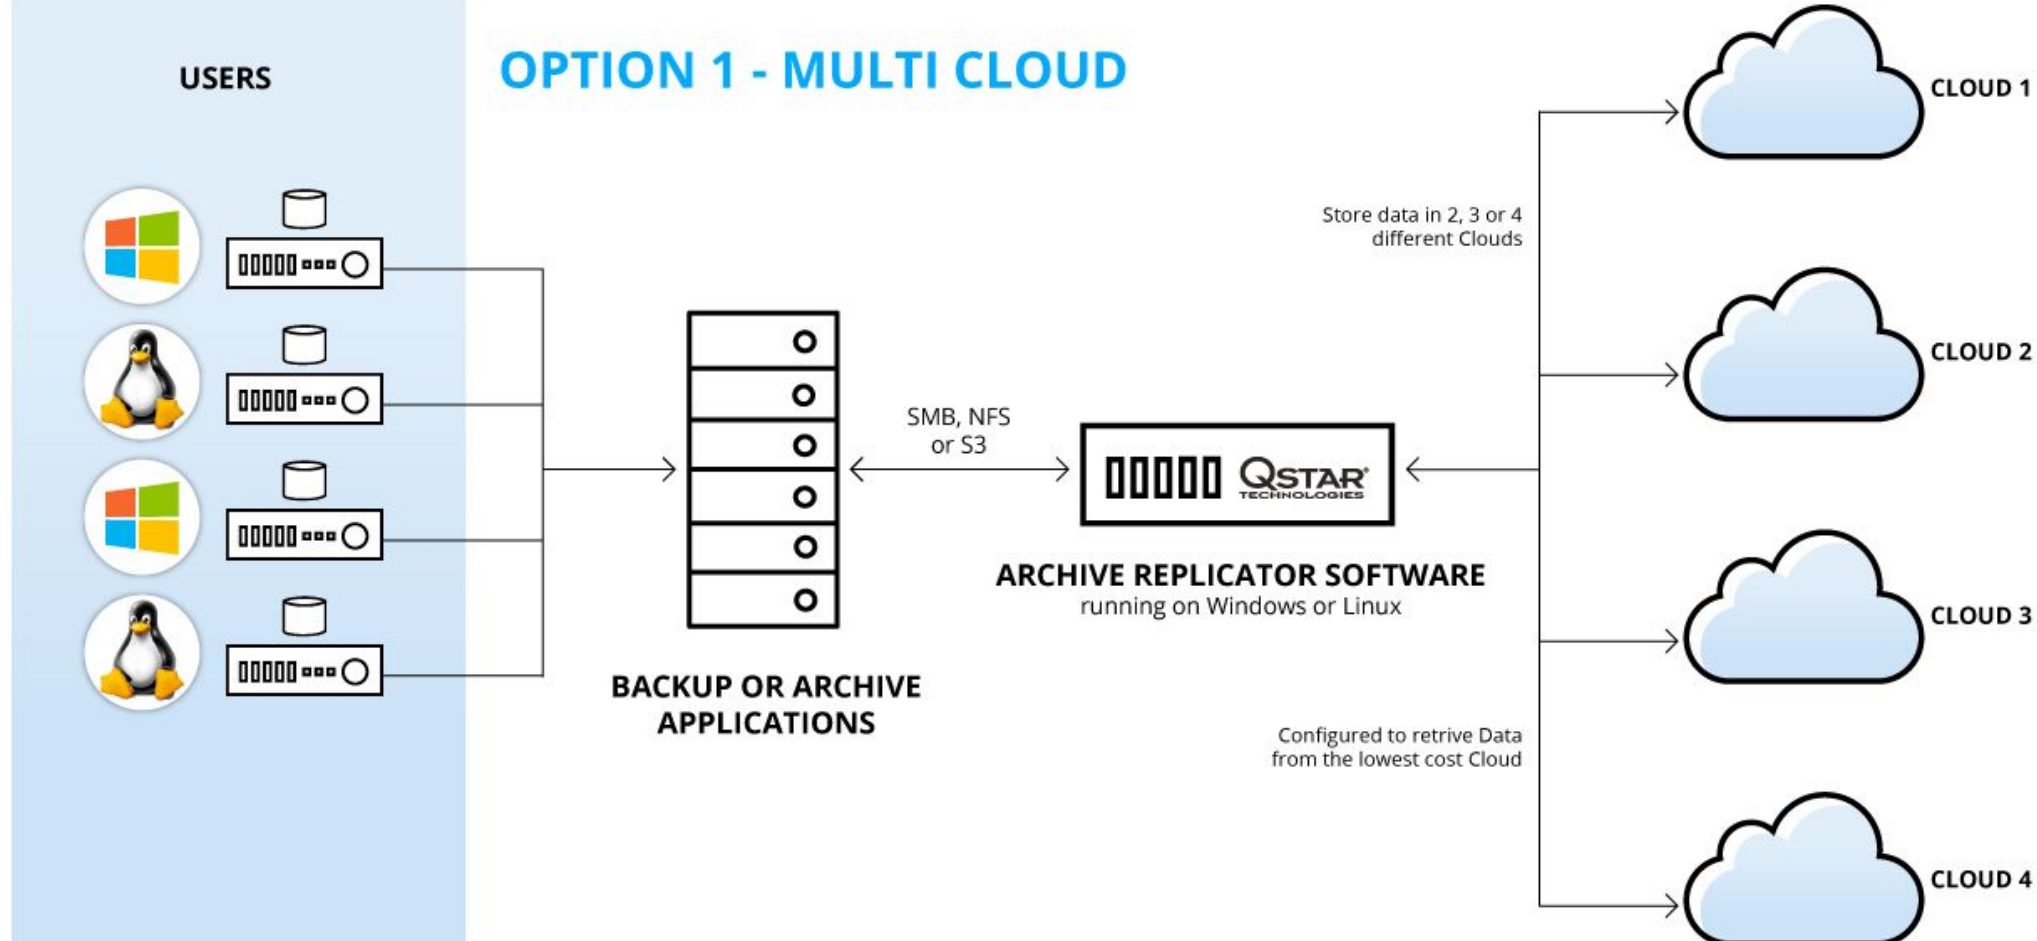 USERS
OPTION 1 - MULTI CLOUD
CLOUD 1
Store data in 2, 3 or 4
different Clouds
CLOUD 2
SMB, NFS
or S3
QSTAR®
TECHNOLOGIES
ARCHIVE REPLICATOR SOFTWARE
running on Windows or Linux
CLOUD 3
BACKUP OR ARCHIVE
APPLICATIONS
Configured to retrive Data
from the lowest cost Cloud
CLOUD 4